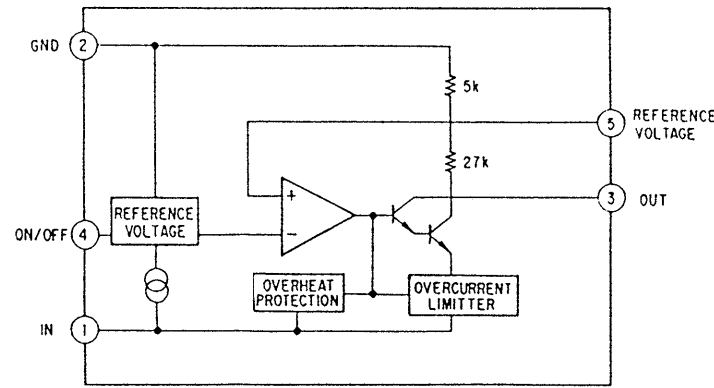 GND 2
5k
5 REFERENCE
VOLTAGE
27k
+
3 OUT
REFERENCE
VOLTAGE
ON/OFF 4
−
OVERHEAT
PROTECTION
OVERCURRENT
LIMITTER
IN 1